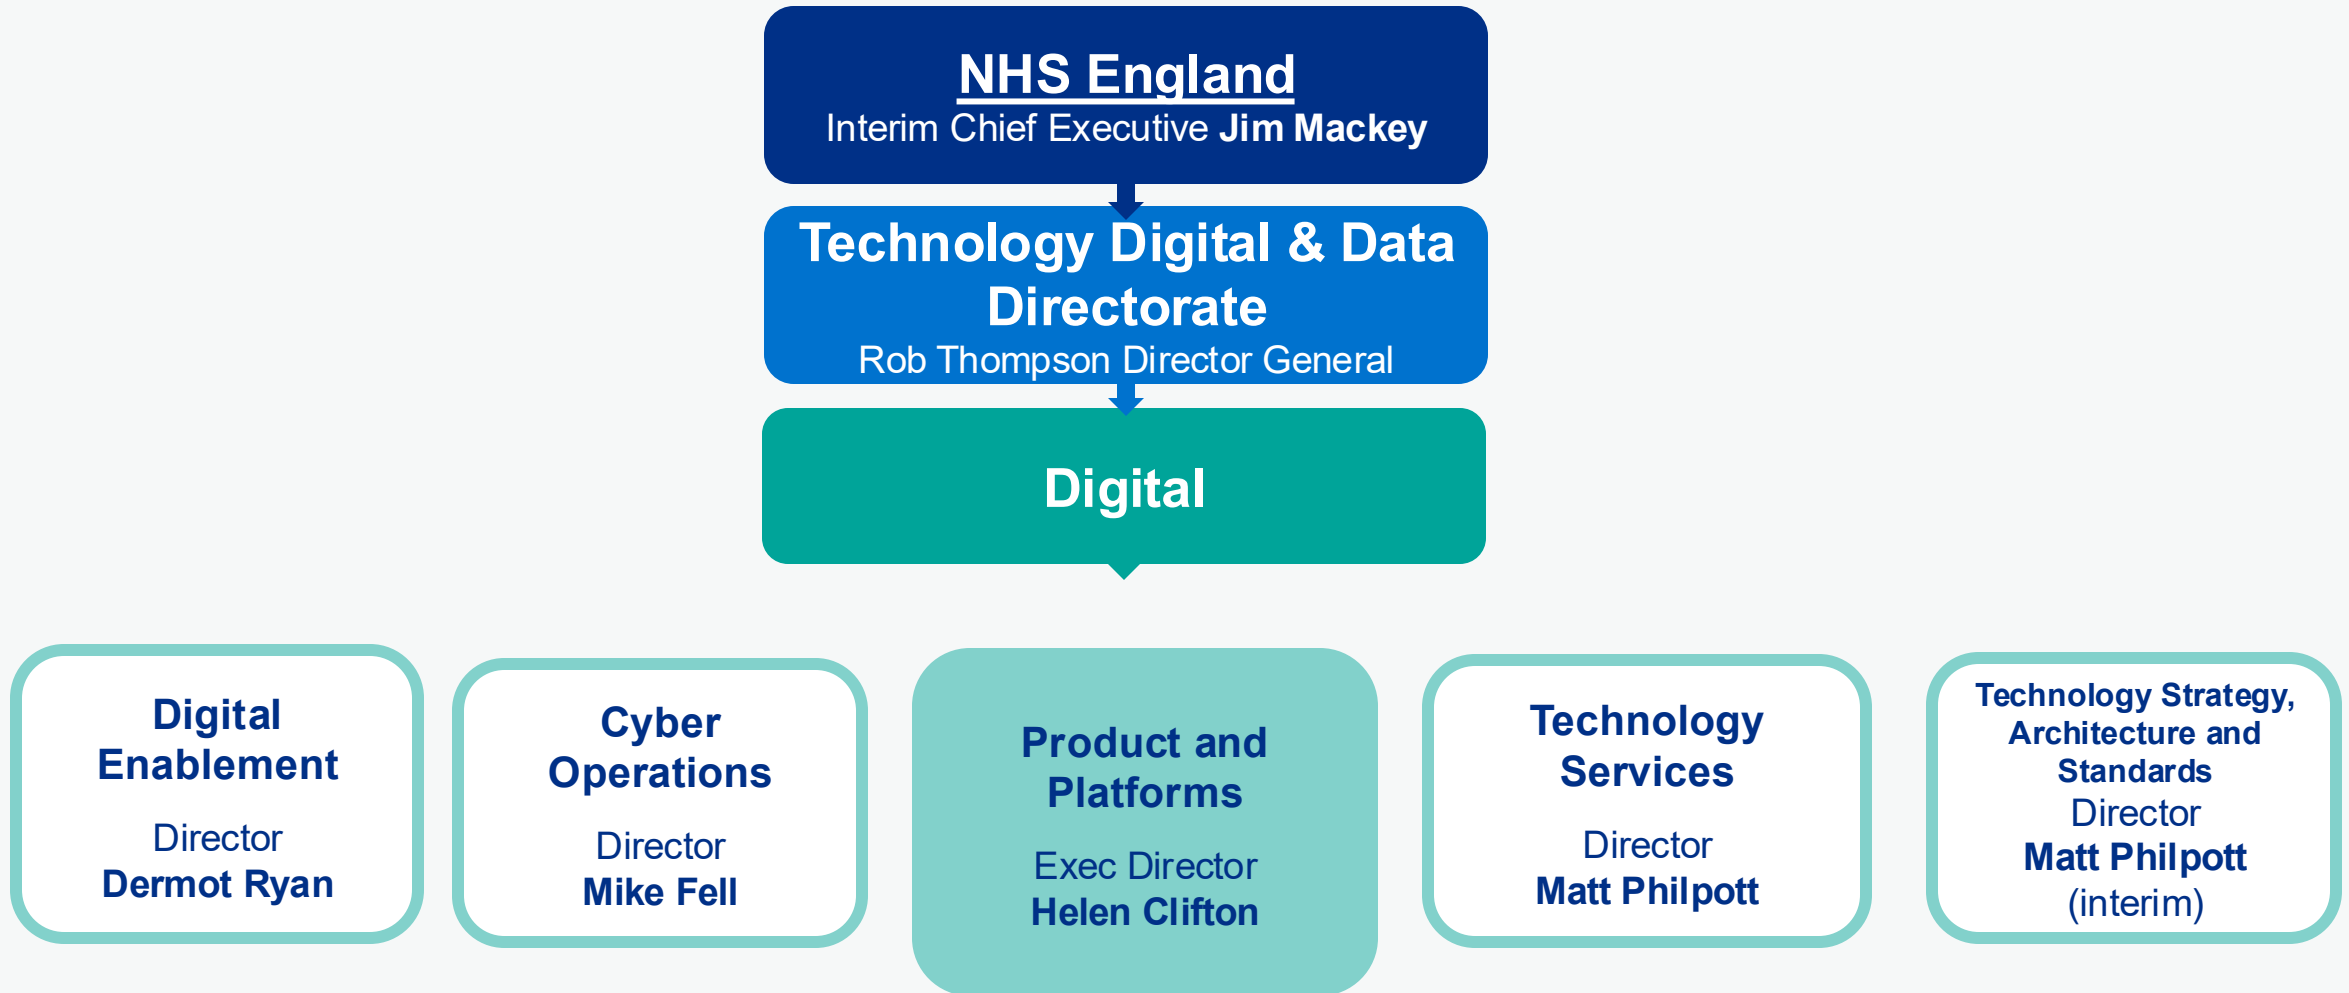 NHS England
Interim Chief Executive Jim Mackey
Technology Digital & Data
Directorate
Rob Thompson Director General
Digital
Digital
Enablement
Director
Dermot Ryan
Cyber
Operations
Director
Mike Fell
Product and
Platforms
Exec Director
Helen Clifton
Technology
Services
Director
Matt Philpott
Technology Strategy,
Architecture and
Standards
Director
Matt Philpott
(interim)